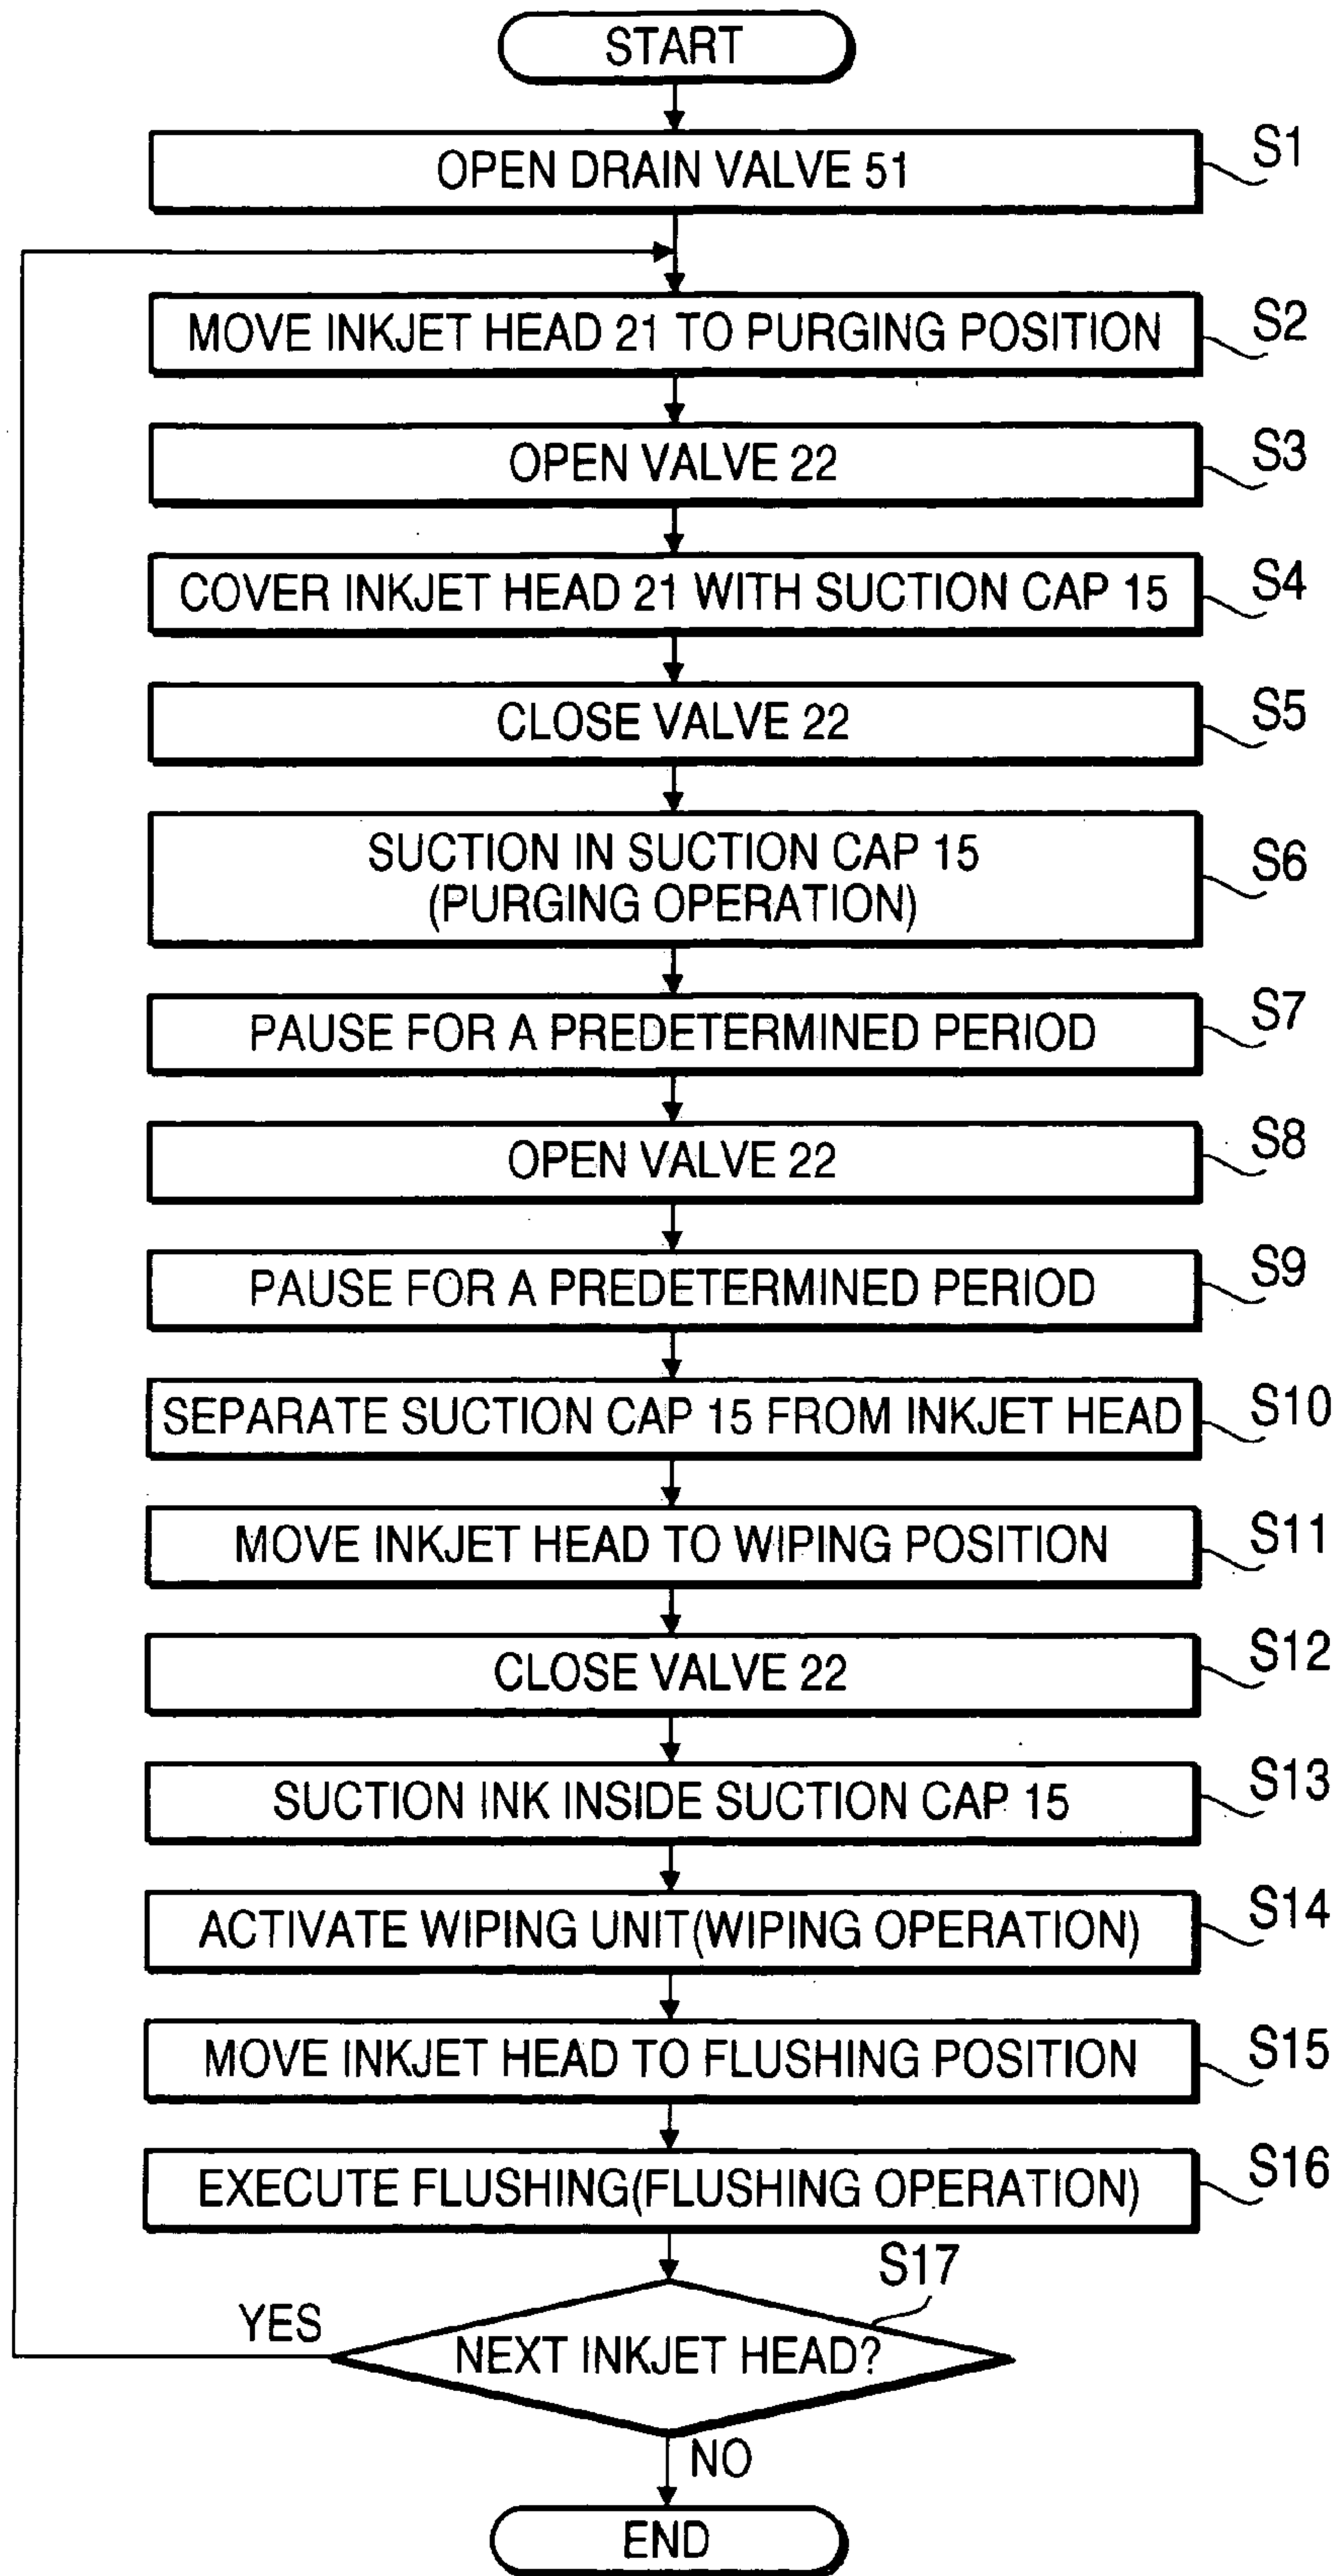 START
OPEN DRAIN VALVE 51
S1
MOVE INKJET HEAD 21 TO PURGING POSITION
S2
OPEN VALVE 22
S3
COVER INKJET HEAD 21 WITH SUCTION CAP 15
S4
CLOSE VALVE 22
S5
SUCTION IN SUCTION CAP 15
(PURGING OPERATION)
S6
PAUSE FOR A PREDETERMINED PERIOD
S7
OPEN VALVE 22
S8
PAUSE FOR A PREDETERMINED PERIOD
S9
SEPARATE SUCTION CAP 15 FROM INKJET HEAD
S10
MOVE INKJET HEAD TO WIPING POSITION
S11
CLOSE VALVE 22
S12
SUCTION INK INSIDE SUCTION CAP 15
S13
ACTIVATE WIPING UNIT(WIPING OPERATION)
S14
MOVE INKJET HEAD TO FLUSHING POSITION
S15
EXECUTE FLUSHING(FLUSHING OPERATION)
S16
S17
YES
NEXT INKJET HEAD?
NO
END